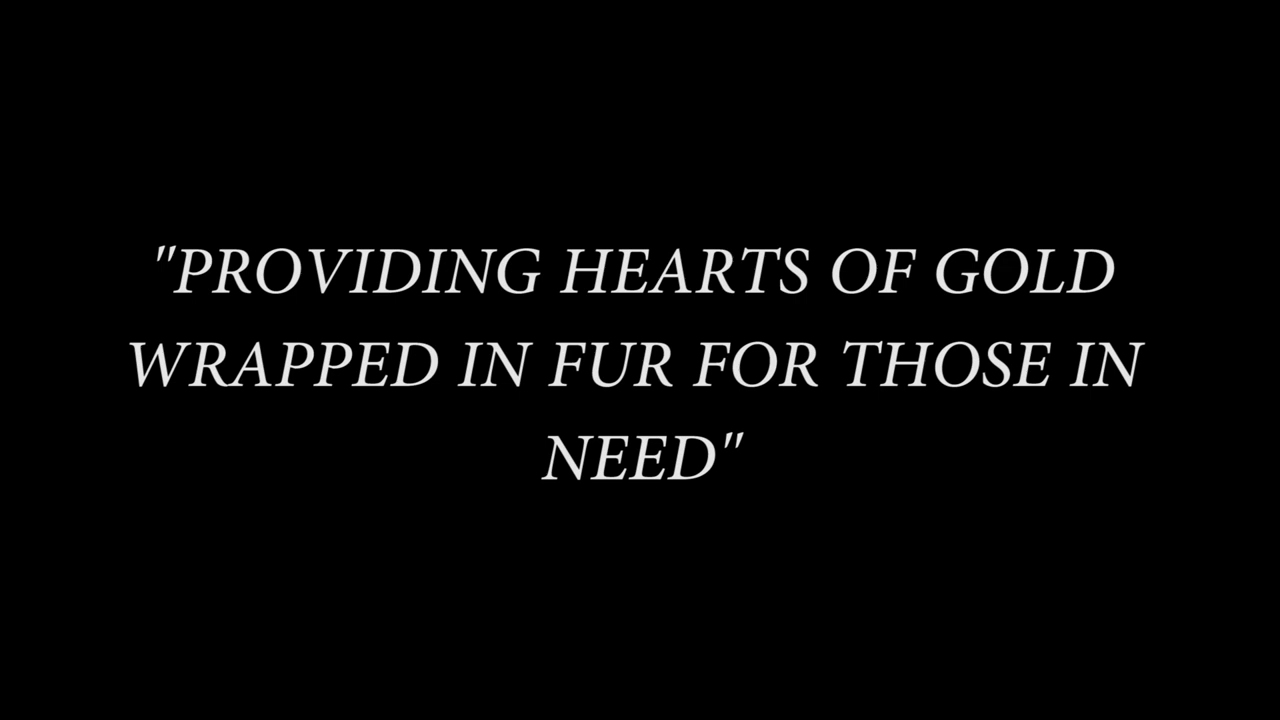 "PROVIDING HEARTS OF GOLD
WRAPPED IN FUR FOR THOSE IN
NEED"